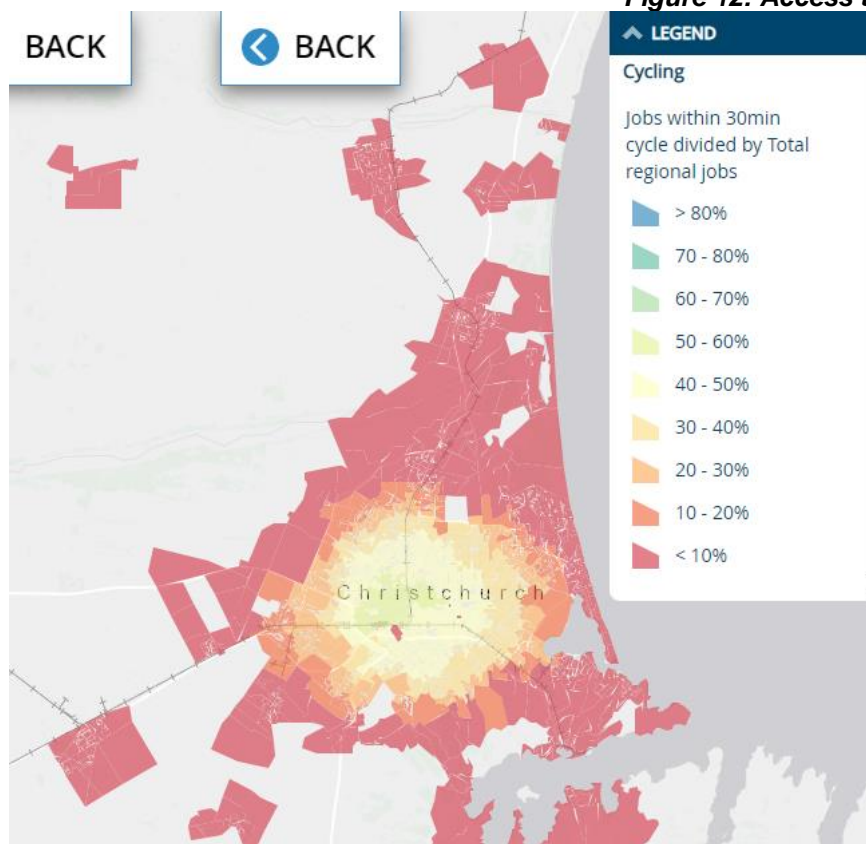 Figure 12: Access
BACK
BACK
LEGEND
Cycling
Jobs within 30min
cycle divided by Total
regional jobs
> 80%
70 - 80%
60 - 70%
50 - 60%
40 - 50%
30 - 40%
20 - 30%
10 - 20%
< 10%
Christchurch